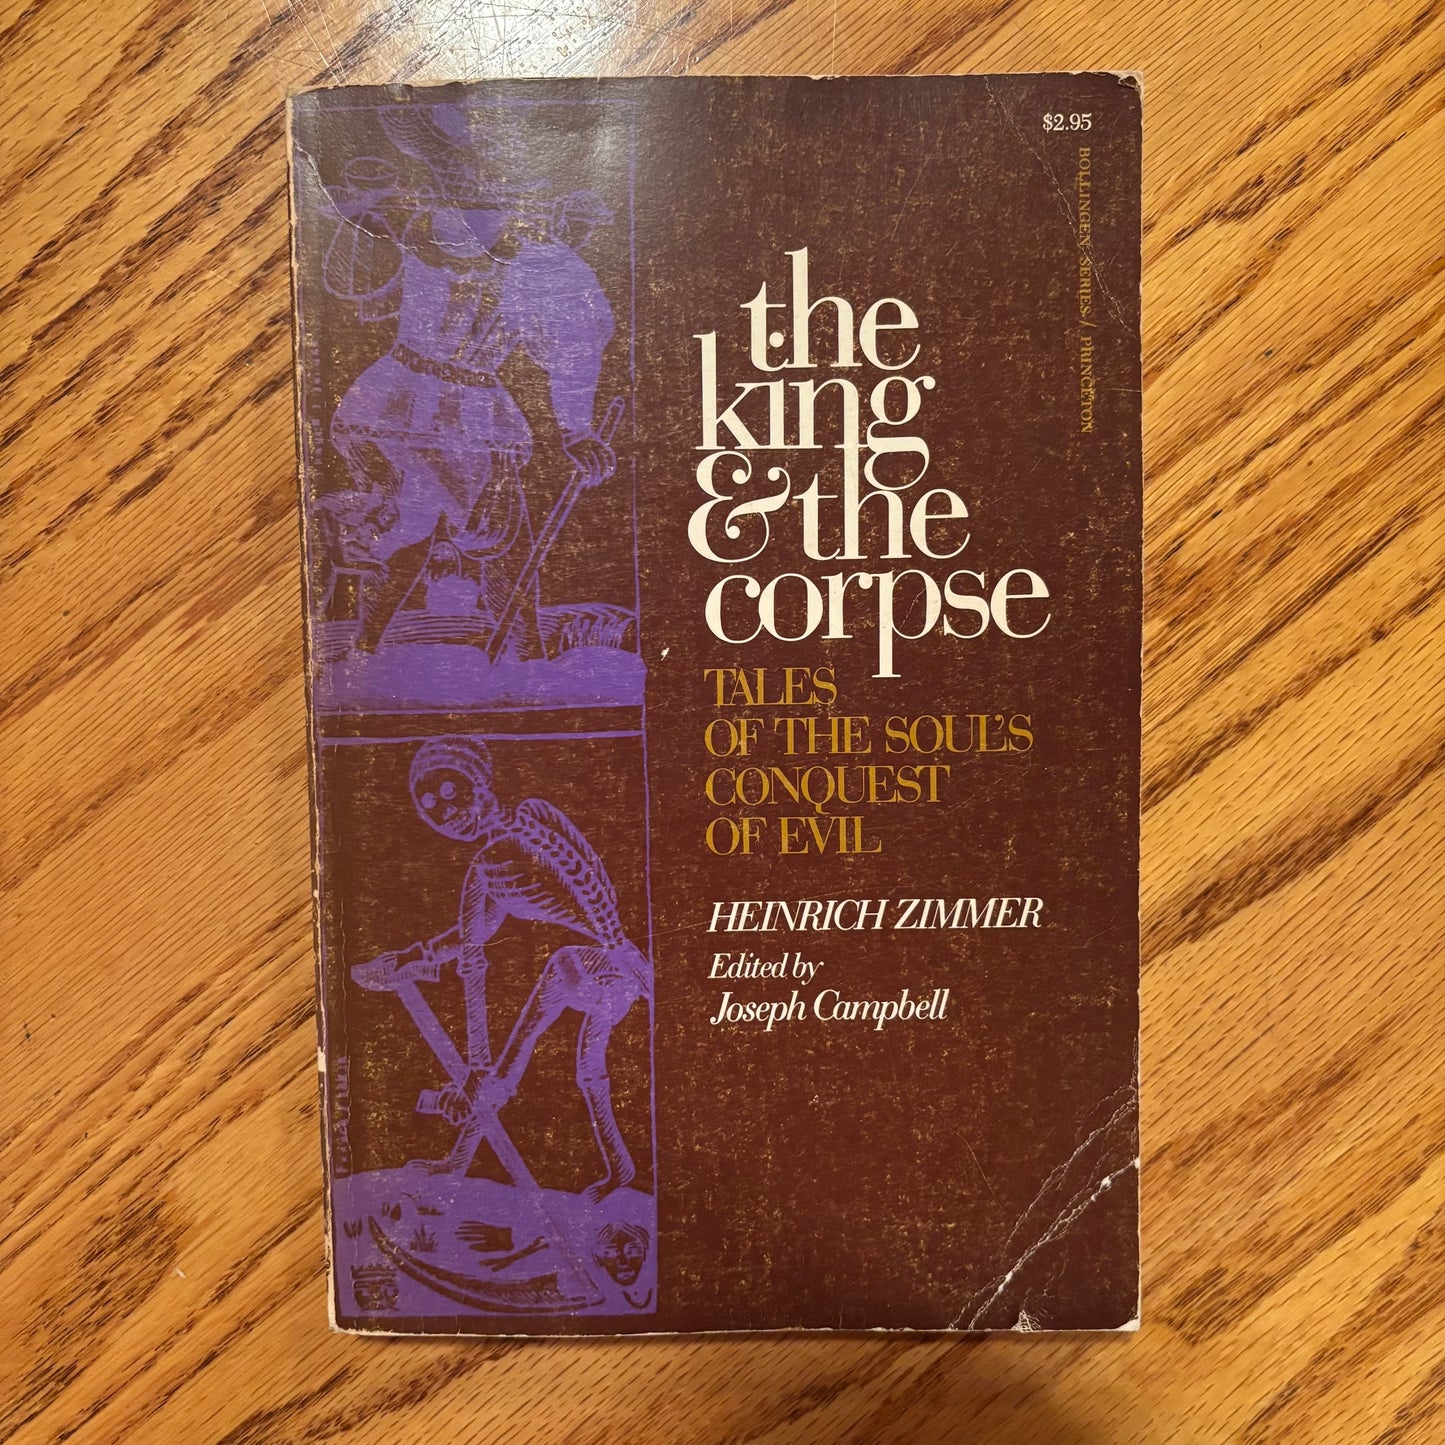 $2.95
BOLLINGEN SERIES / PRINCETON
the
king
& the
corpse
TALES
OF THE SOUL'S
CONQUEST
OF EVIL
HEINRICH ZIMMER
Edited by
Joseph Campbell